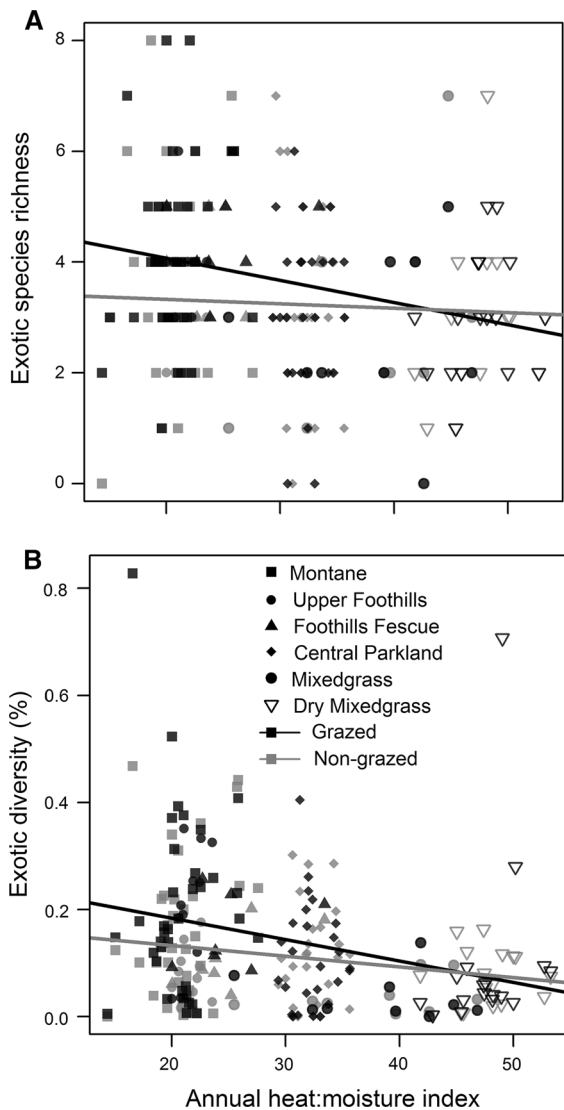 A
8
6
4
2
0
Exotic species richness
B
0.8
0.6
0.4
0.2
0.0
Exotic diversity (%)
Montane
Upper Foothills
Foothills Fescue
Central Parkland
Mixedgrass
Dry Mixedgrass
Grazed
Non-grazed
20 30 40 50
Annual heat:moisture index